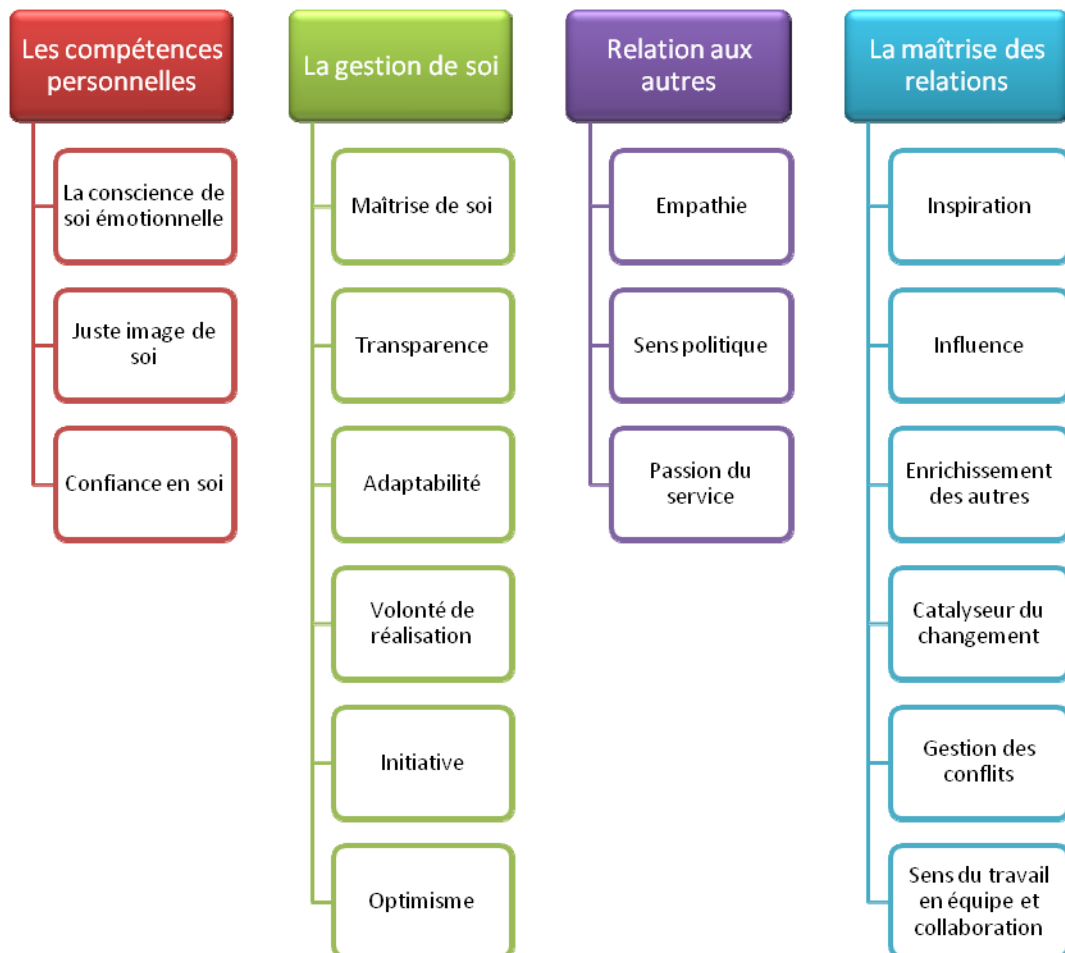 Les compétences
personnelles
La conscience de
soi émotionnelle
Juste image de
soi
Confiance en soi
La gestion de soi
Maîtrise de soi
Transparence
Adaptabilité
Volonté de
réalisation
Initiative
Optimisme
Relation aux
autres
Empathie
Sens politique
Passion du
service
La maîtrise des
relations
Inspiration
Influence
Enrichissement
des autres
Catalyseur du
changement
Gestion des
conflits
Sens du travail
en équipe et
collaboration